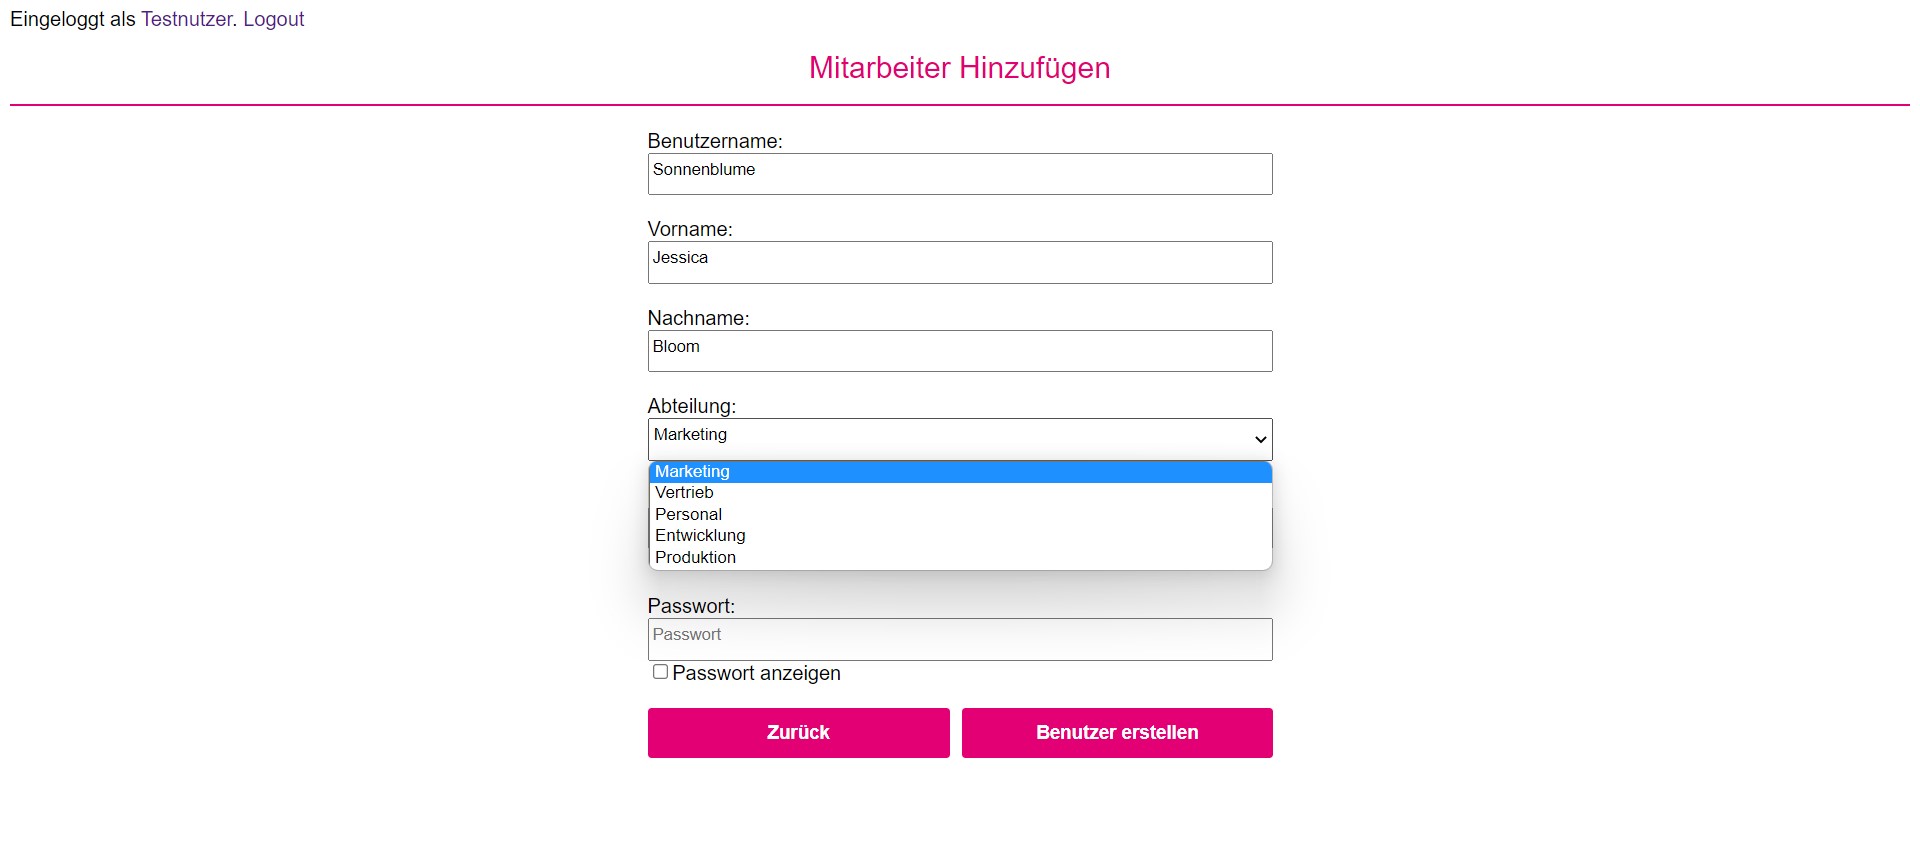 Eingeloggt als Testnutzer. Logout
Mitarbeiter Hinzufügen
Benutzername:
Sonnenblume
Vorname:
Jessica
Nachname:
Bloom
Abteilung:
Marketing
Marketing
Vertrieb
Personal
Entwicklung
Produktion
Passwort:
Passwort
Passwort anzeigen
Zurück
Benutzer erstellen